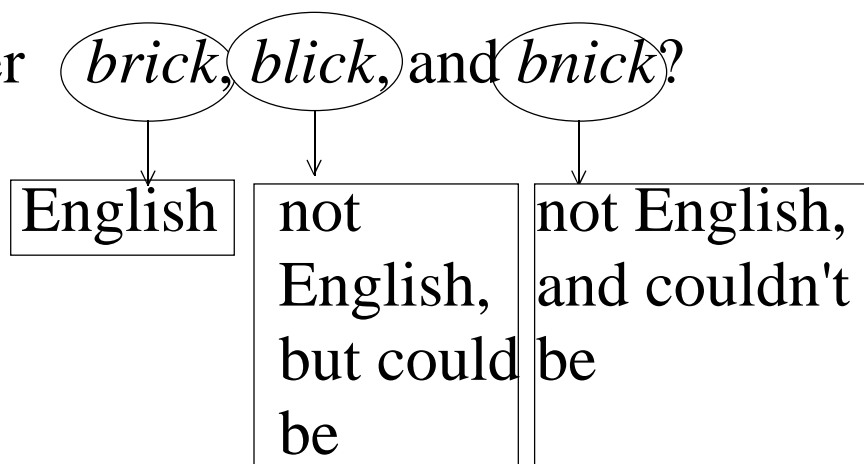 brick, blick, and bnick?
English
not
English,
but could
be
not English,
and couldn't
be